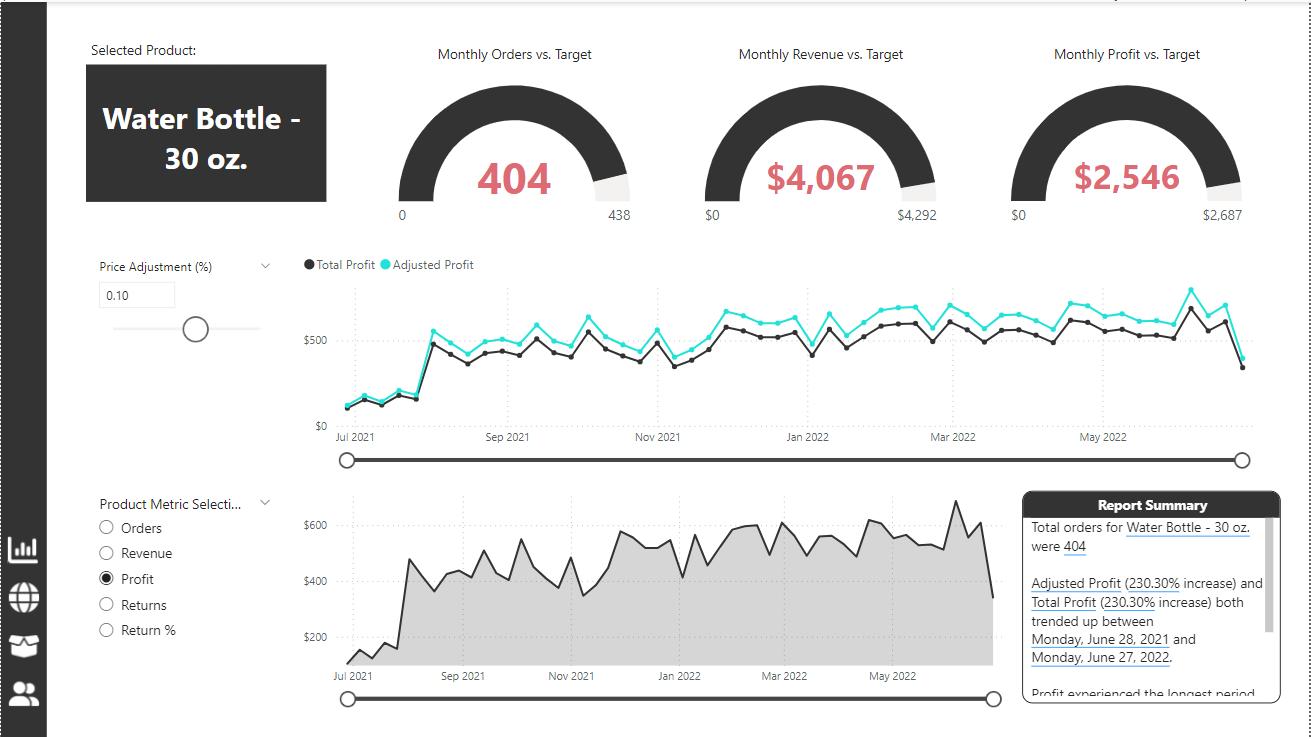 Selected Product:
Water Bottle -
30 oz.
Monthly Orders vs. Target
404
0
438
Monthly Revenue vs. Target
$4,067
$0
$4,292
Monthly Profit vs. Target
$2,546
$0
$2,687
Price Adjustment (%)
0.10
Total Profit
Adjusted Profit
$500
$0
Jul 2021
Sep 2021
Nov 2021
Jan 2022
Mar 2022
May 2022
Product Metric Selecti...
Orders
Revenue
Profit
Returns
Return %
$600
$400
$200
Jul 2021
Sep 2021
Nov 2021
Jan 2022
Mar 2022
May 2022
Report Summary
Total orders for Water Bottle - 30 oz.
were 404
Adjusted Profit (230.30% increase) and
Total Profit (230.30% increase) both
trended up between
Monday, June 28, 2021 and
Monday, June 27, 2022.
Profit experienced the longest period